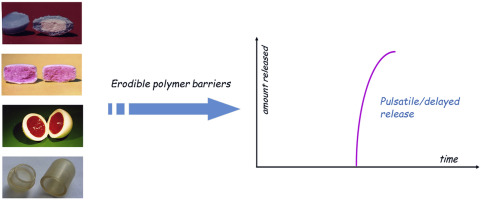 Erodible polymer barriers
amount released
Pulsatile/delayed
release
time